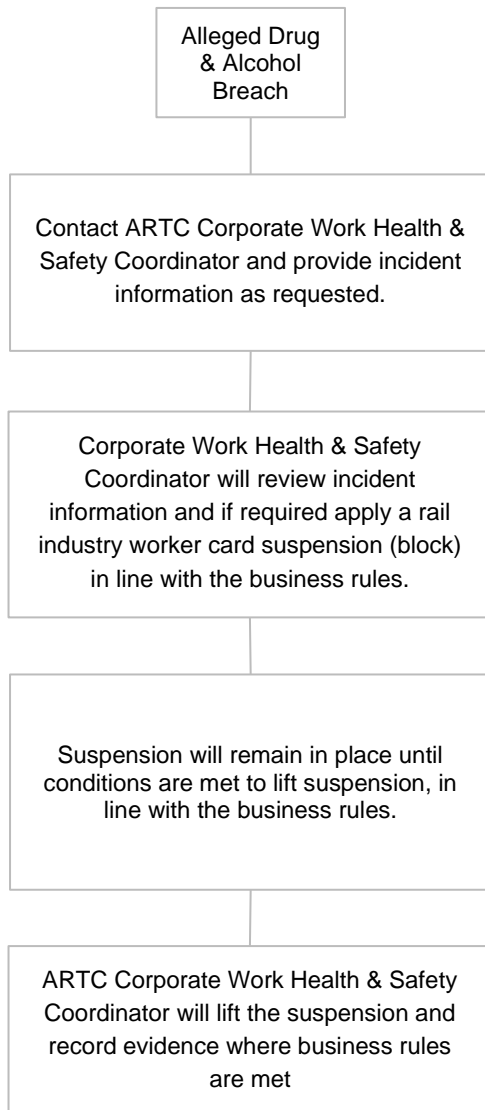 Alleged Drug
& Alcohol
Breach
Contact ARTC Corporate Work Health &
Safety Coordinator and provide incident
information as requested.
Corporate Work Health & Safety
Coordinator will review incident
information and if required apply a rail
industry worker card suspension (block)
in line with the business rules.
Suspension will remain in place until
conditions are met to lift suspension, in
line with the business rules.
ARTC Corporate Work Health & Safety
Coordinator will lift the suspension and
record evidence where business rules
are met